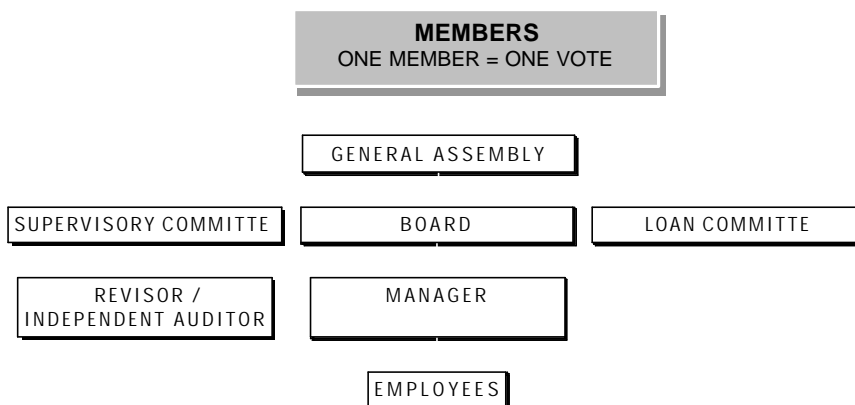 MEMBERS
ONE MEMBER = ONE VOTE
GENERAL ASSEMBLY
SUPERVISORY COMMITTE
BOARD
LOAN COMMITTE
REVISOR /
INDEPENDENT AUDITOR
MANAGER
EMPLOYEES